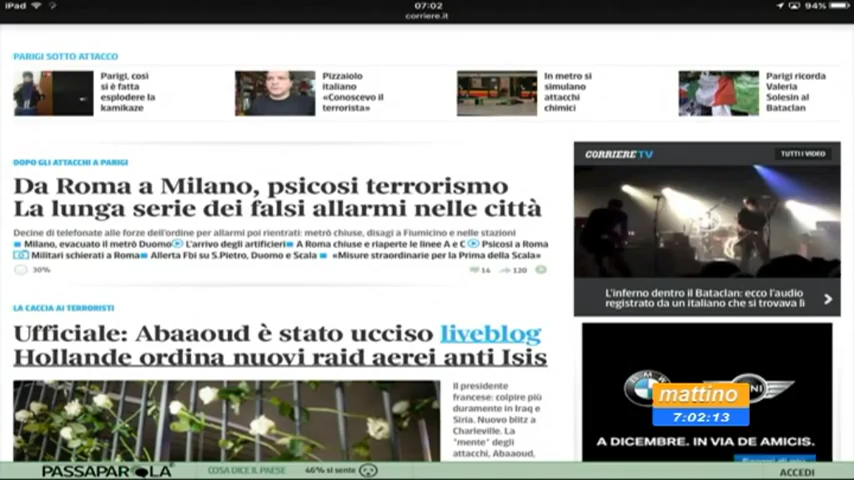 iPad
07:02
94%
corriere.it
PARIGI SOTTO ATTACCO
Parigi, così
si è fatta
esplodere la
kamikaze
Pizzaiolo
italiano
«Conoscevo il
terrorista»
In metro si
simulano
attacchi
chimici
Parigi ricorda
Valeria
Solesin al
Bataclan
DOPO GLI ATTACCHI A PARIGI
Da Roma a Milano, psicosi terrorismo
La lunga serie dei falsi allarmi nelle città
Decine di telefonate alle forze dell'ordine per allarmi poi rientrati: metrò chiuse, disagi a Fiumicino e nelle stazioni
Milano, evacuato il metrò Duomo L'arrivo degli artificieri A Roma chiuse e riaperte le linee A e C Psicosi a Roma
Militari schierati a Roma Allerta Fbi su S.Pietro, Duomo e Scala «Misure straordinarie per la Prima della Scala»
30%
14
120
CORRIERE TV
TUTTI I VIDEO
L'inferno dentro il Bataclan: ecco l'audio
registrato da un italiano che si trovava lì
LA CACCIA AI TERRORISTI
Ufficiale: Abaaoud è stato ucciso liveblog
Hollande ordina nuovi raid aerei anti Isis
Il presidente
francese: colpire più
duramente in Iraq e
Siria. Nuovo blitz a
Charleville. La
"mente" degli
attacchi, Abaaoud,
BMW
MINI
mattino
7:02:13
A DICEMBRE. IN VIA DE AMICIS.
PASSAPAROLA
COSA DICE IL PAESE
46% si sente
ACCEDI